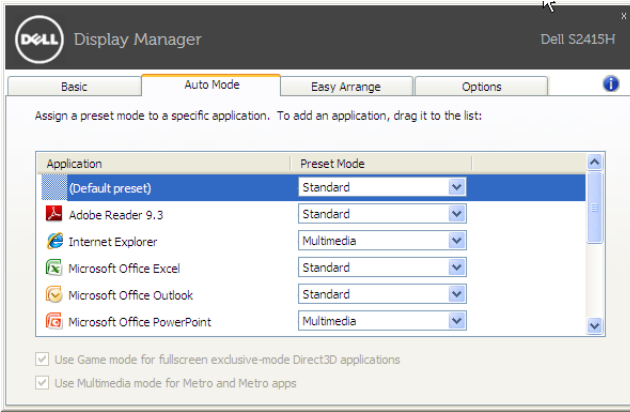 DELL Display Manager Dell S2415H
x
Basic Auto Mode Easy Arrange Options i
Assign a preset mode to a specific application. To add an application, drag it to the list:
Application Preset Mode
(Default preset) Standard
Adobe Reader 9.3 Standard
Internet Explorer Multimedia
Microsoft Office Excel Standard
Microsoft Office Outlook Standard
Microsoft Office PowerPoint Multimedia
Use Game mode for fullscreen exclusive-mode Direct3D applications
Use Multimedia mode for Metro and Metro apps